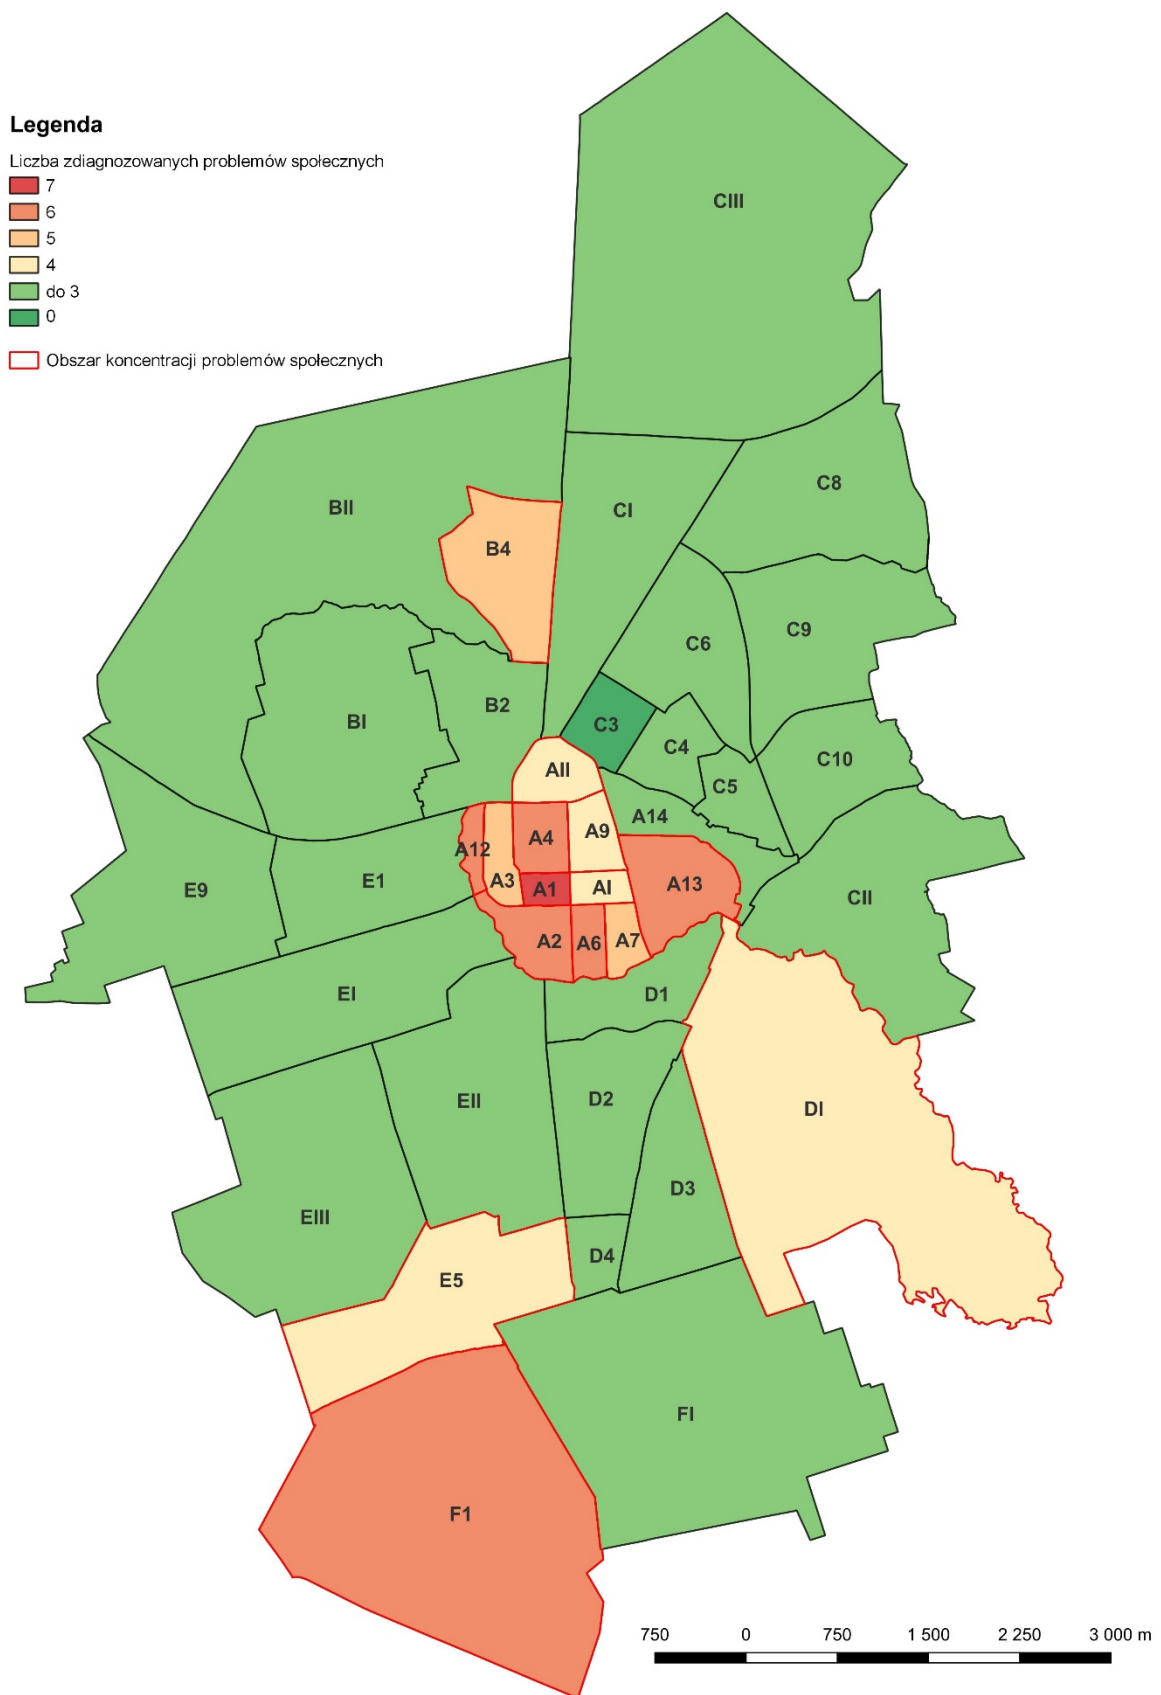 Legenda
Liczba zdiagnozowanych problemów społecznych
7
6
5
4
do 3
0
Obszar koncentracji problemów społecznych
CIII
C8
BII
CI
B4
C9
C6
B2
BI
C3
C4
C10
AII
C5
A14
A9
A4
A12
A3
E1
A13
A1
AI
E9
CII
A2
A6
A7
EI
D1
EII
D2
DI
D3
EIII
D4
E5
FI
F1
750 0 750 1 500 2 250 3 000 m